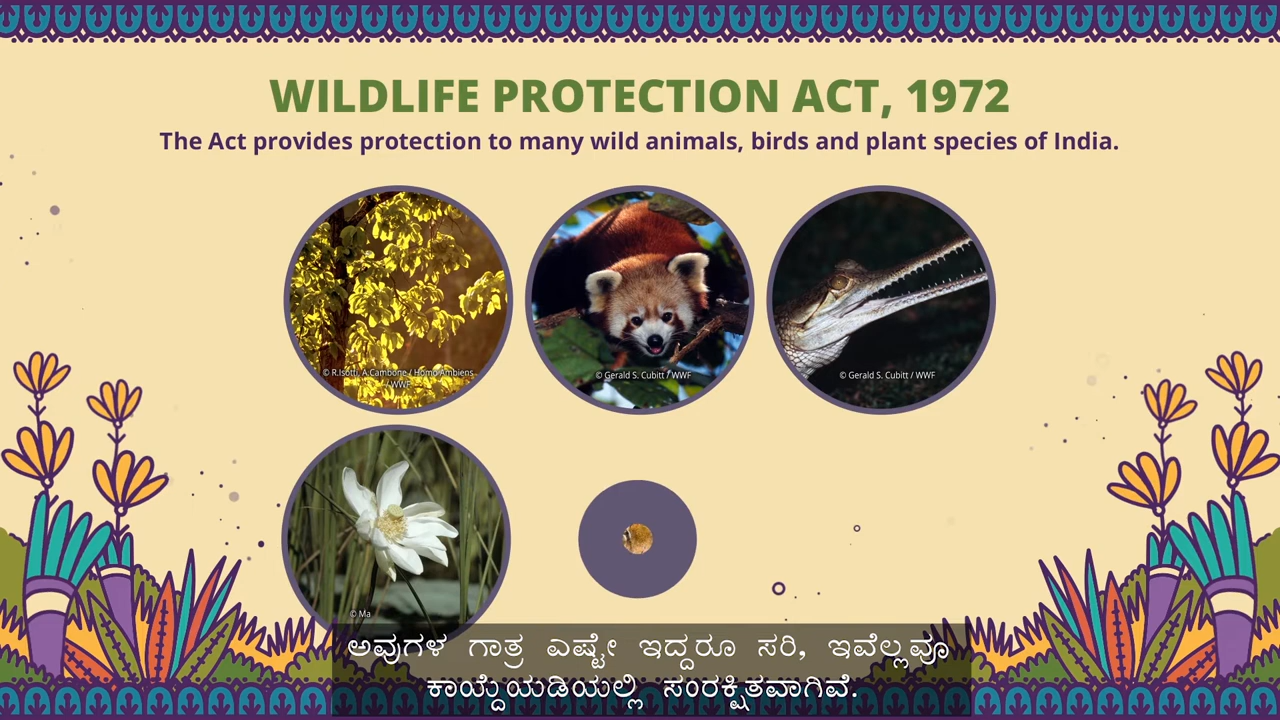 WILDLIFE PROTECTION ACT, 1972
The Act provides protection to many wild animals, birds and plant species of India.
© R.Isotti, A.Cambone / Homo Ambiens
/ WWF
© Gerald S. Cubitt / WWF
© Gerald S. Cubitt / WWF
© Ma
ಅವುಗಳ ಗಾತ್ರ ಎಷ್ಟೇ ಇದ್ದರೂ ಸರಿ, ಇವೆಲ್ಲವೂ
ಕಾಯ್ದೆಯಡಿಯಲ್ಲಿ ಸಂರಕ್ಷಿತವಾಗಿವೆ.